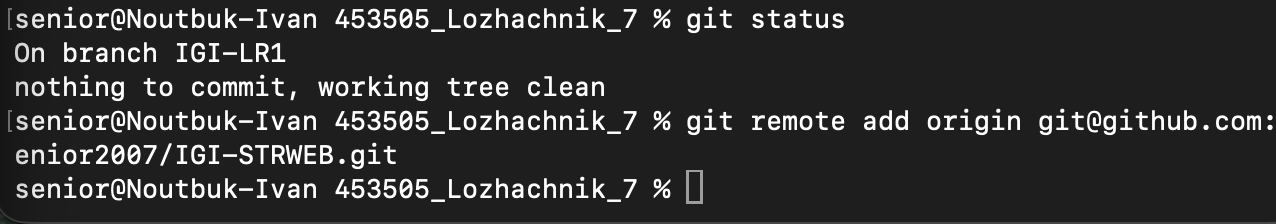 [senior@Noutbuk-Ivan 453505_Lozhachnik_7 % git status
On branch IGI-LR1
nothing to commit, working tree clean
[senior@Noutbuk-Ivan 453505_Lozhachnik_7 % git remote add origin git@github.com:
enior2007/IGI-STRWEB.git
senior@Noutbuk-Ivan 453505_Lozhachnik_7 %